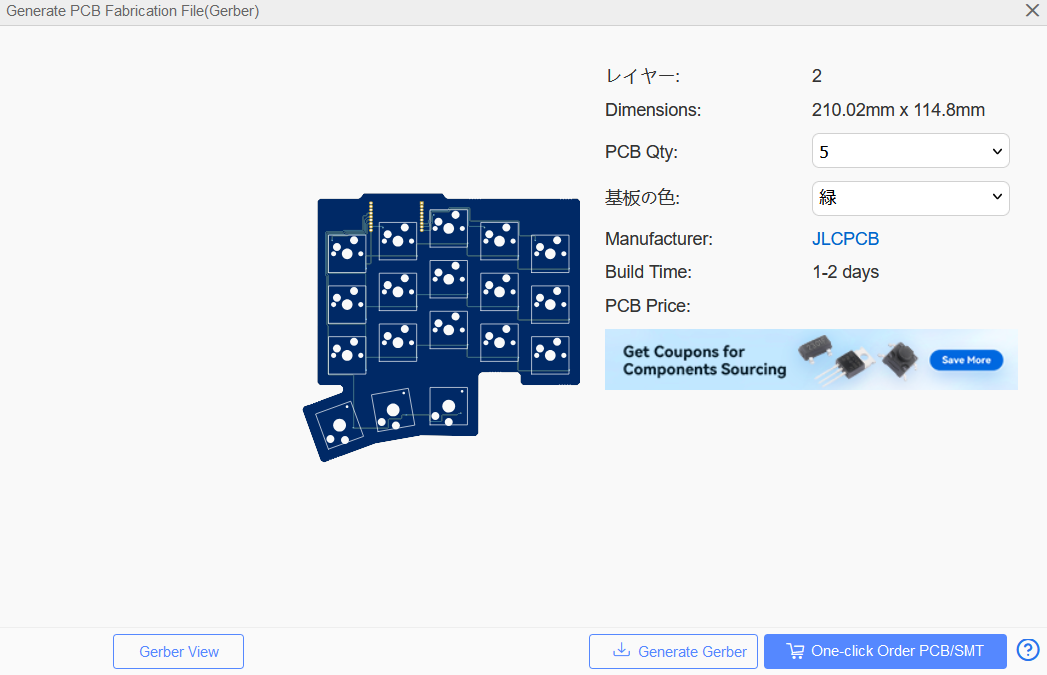 Generate PCB Fabrication File(Gerber)
レイヤー: 2
Dimensions: 210.02mm x 114.8mm
PCB Qty: 5
基板の色: 緑
Manufacturer: JLCPCB
Build Time: 1-2 days
PCB Price:
Get Coupons for
Components Sourcing
Save More
Gerber View
Generate Gerber
One-click Order PCB/SMT
?